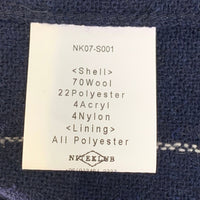 NK07-S001
<Shell>
70Wool
22Polyester
4Acryl
4Nylon
<Lining>
All Polyester